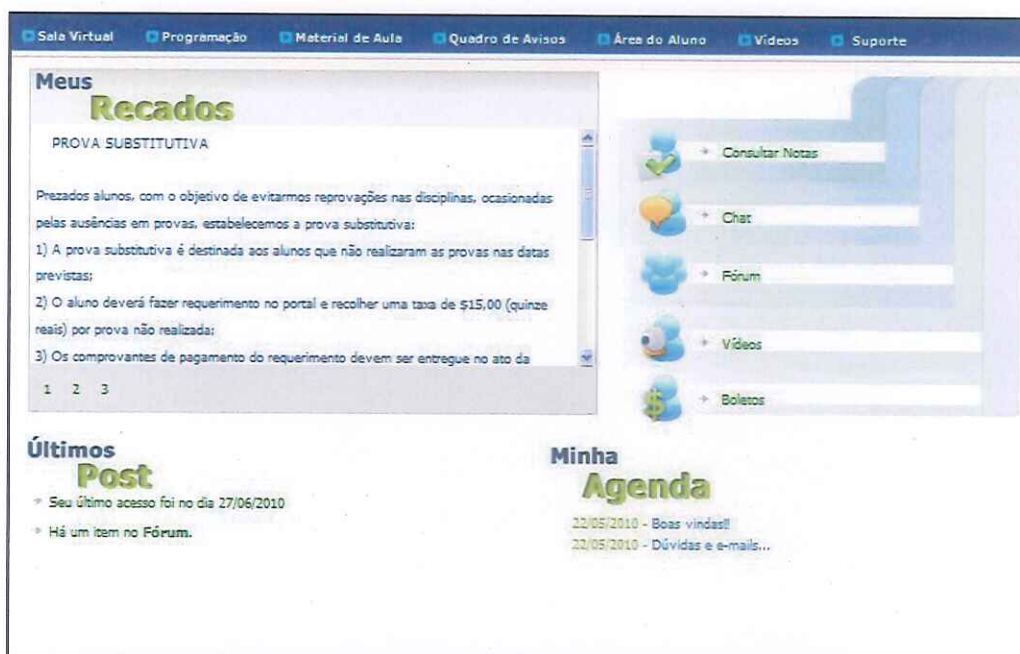 Sala Virtual Programação Material de Aula Quadro de Avisos Área do Aluno Vídeos Suporte
Meus
Recados
PROVA SUBSTITUTIVA
Prezados alunos, com o objetivo de evitarmos reprovações nas disciplinas, ocasionadas
pelas ausências em provas, estabelecemos a prova substitutiva:
1) A prova substitutiva é destinada aos alunos que não realizaram as provas nas datas
previstas;
2) O aluno deverá fazer requerimento no portal e recolher uma taxa de $15,00 (quinze
reais) por prova não realizada;
3) Os comprovantes de pagamento do requerimento devem ser entregue no ato da
1 2 3
Consultar Notas
Chat
Fórum
Vídeos
Boletos
Últimos
Post
Seu último acesso foi no dia 27/06/2010
Há um item no Fórum.
Minha
Agenda
22/05/2010 - Boas vindas!!
22/05/2010 - Dúvidas e e-mails...